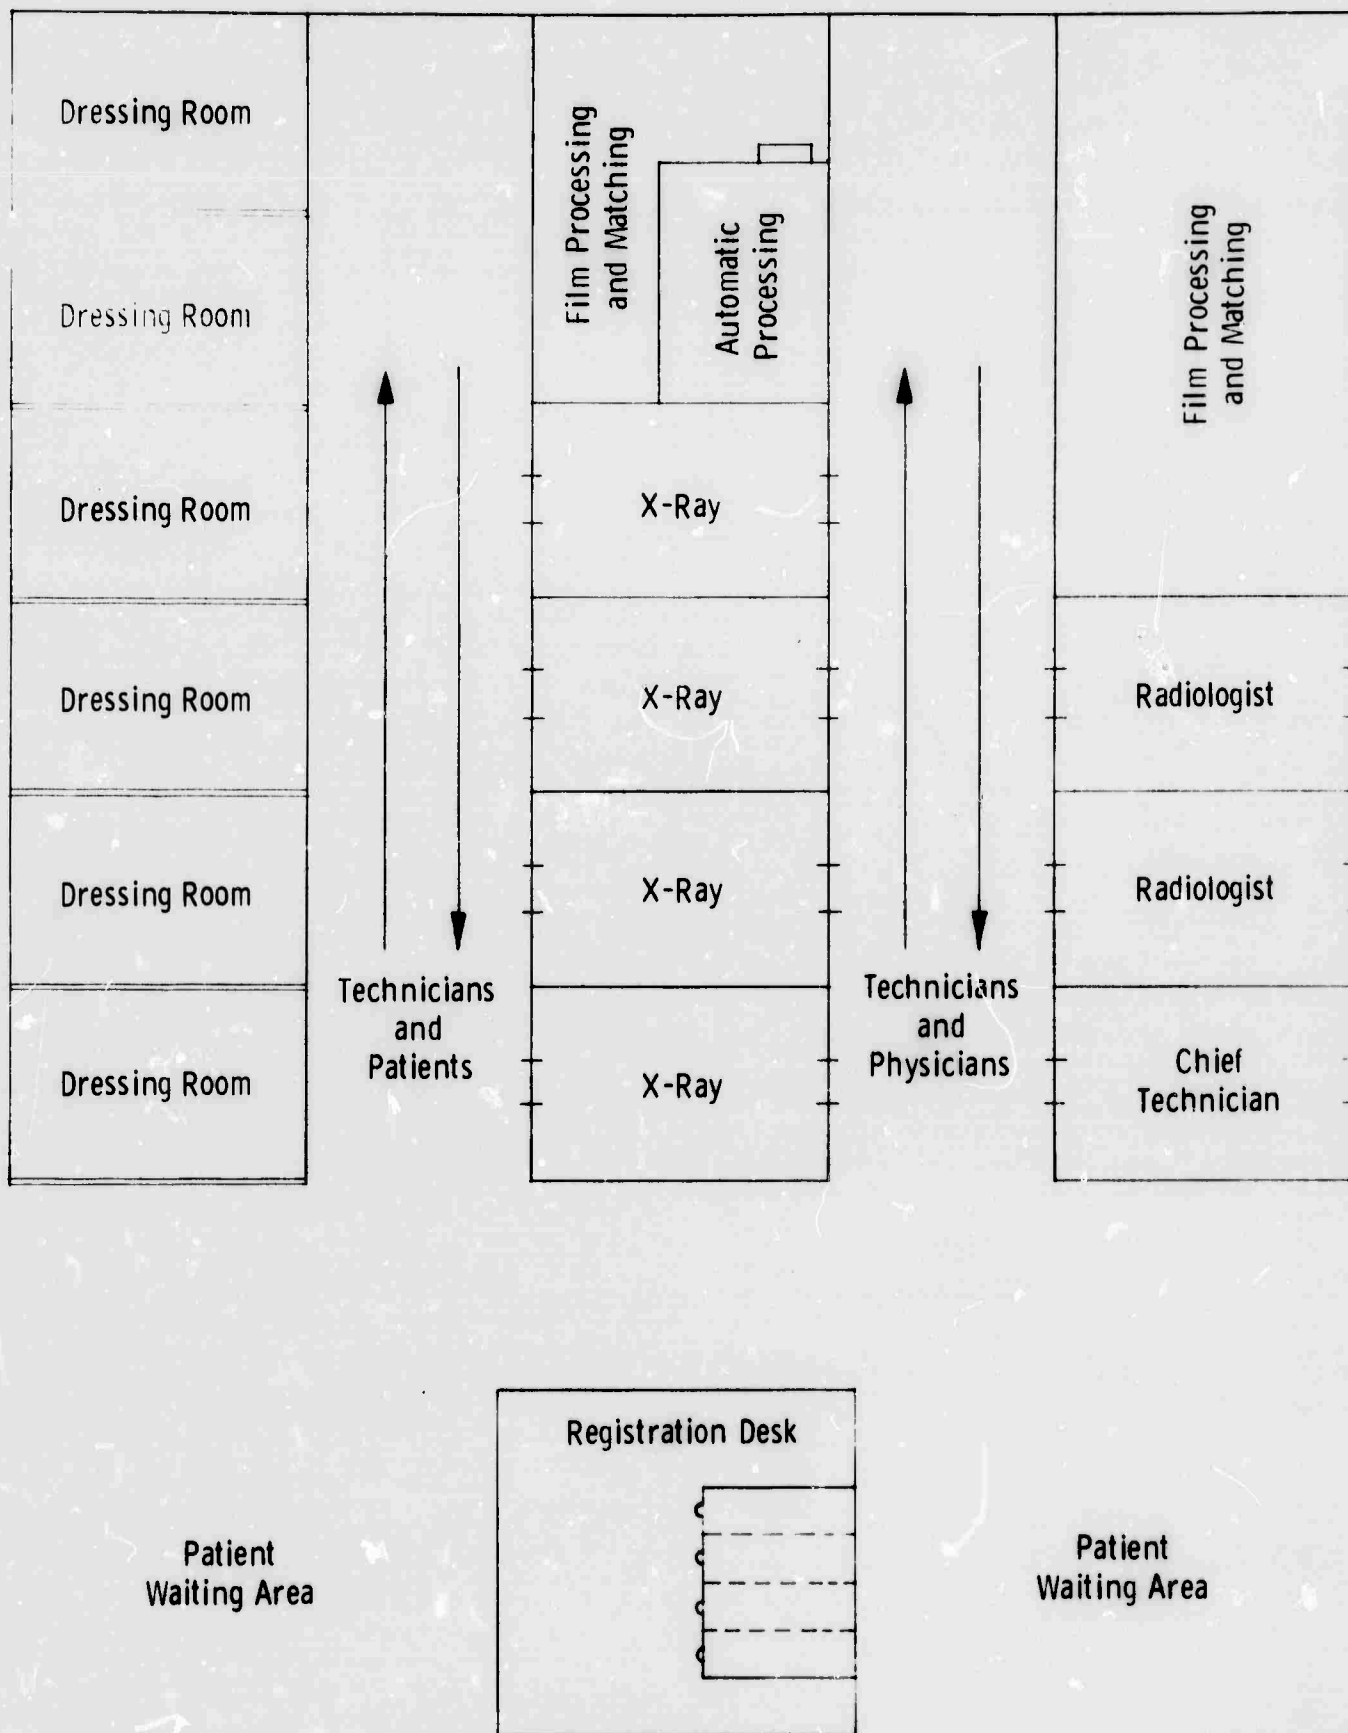 Dressing Room
Dressing Room
Dressing Room
Dressing Room
Dressing Room
Dressing Room
Technicians
and
Patients
Film Processing
and Matching
Automatic
Processing
X-Ray
X-Ray
X-Ray
X-Ray
Technicians
and
Physicians
Film Processing
and Matching
Radiologist
Radiologist
Chief
Technician
Registration Desk
Patient
Waiting Area
Patient
Waiting Area